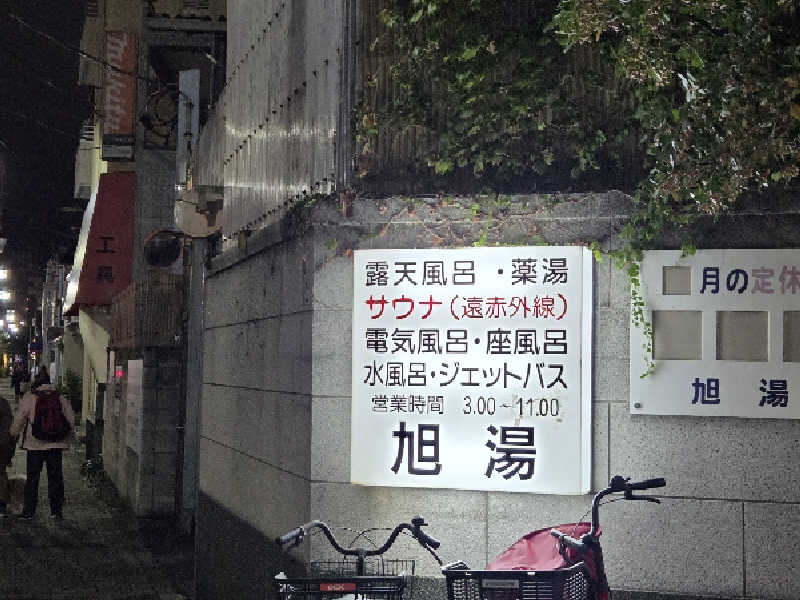 makita
工具
露天風呂・薬湯
サウナ(遠赤外線)
電気風呂・座風呂
水風呂・ジェットバス
営業時間 3.00~11.00
旭 湯
月の定休
旭 湯